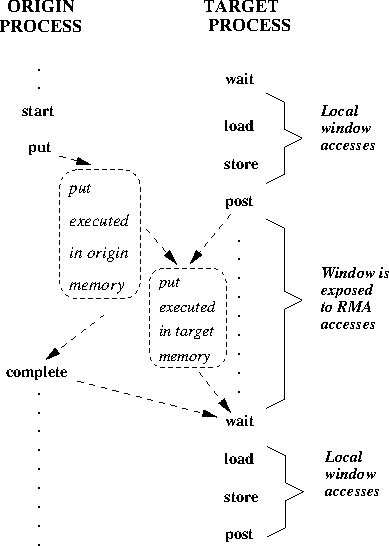 ORIGIN
PROCESS
TARGET
PROCESS
wait
start
load
Local
window
accesses
put
store
post
put
executed
in origin
memory
put
executed
in target
memory
Window is
exposed
to RMA
accesses
complete
wait
load
store
post
Local
window
accesses